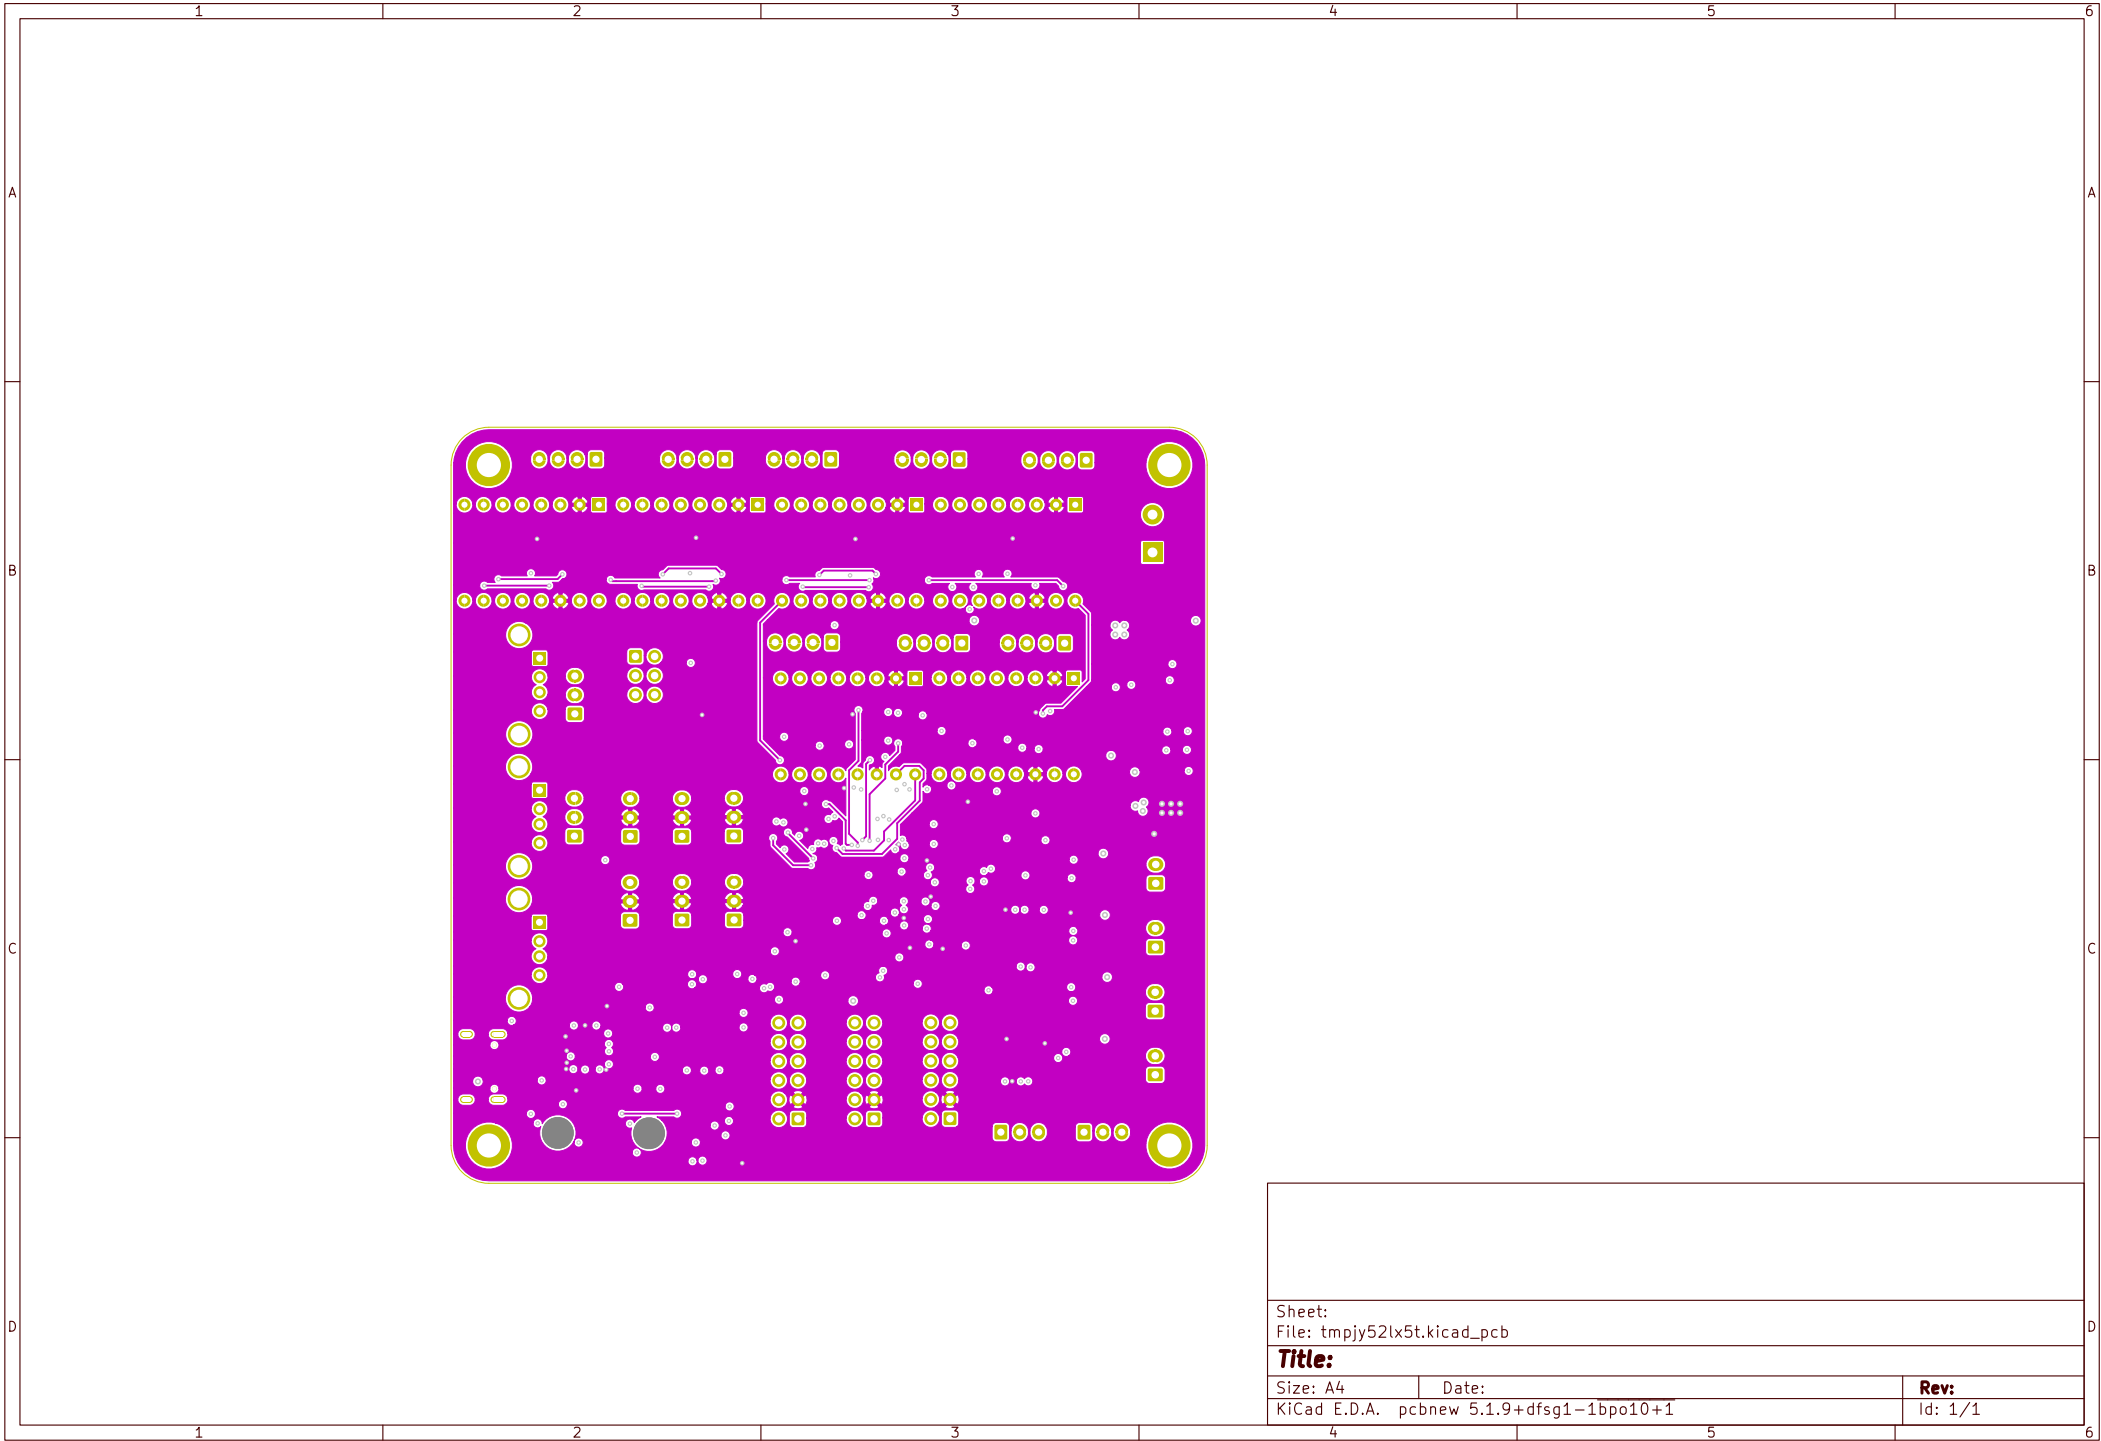 1 2 3 4 5 6
A A
B B
C C
D D
Sheet:
File: tmpjy52lx5t.kicad_pcb
Title:
Size: A4 Date: Rev:
KiCad E.D.A. pcbnew 5.1.9+dfsg1-1bpo10+1 Id: 1/1
1 2 3 4 5 6